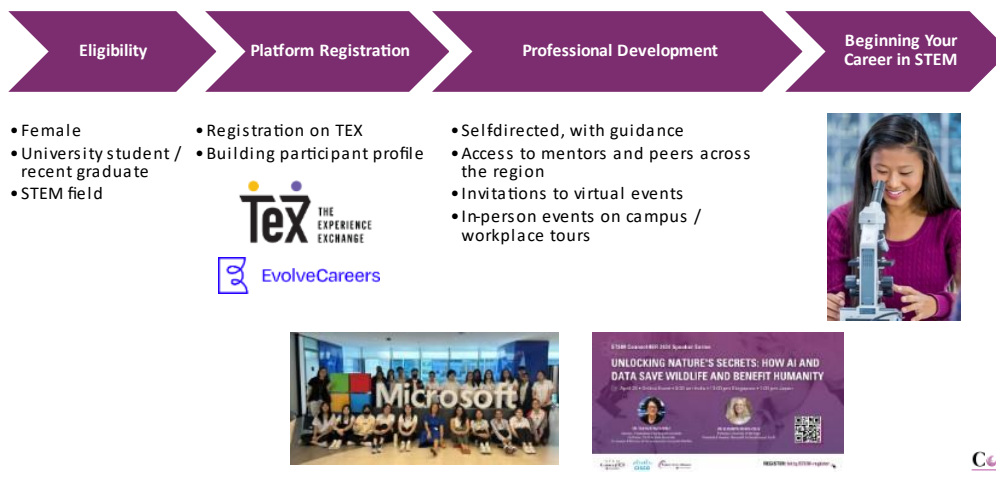 Eligibility
Platform Registration
Professional Development
Beginning Your
Career in STEM
•Female
•University student /
recent graduate
•STEM field
•Registration on TEX
•Building participant profile
TEX THE
EXPERIENCE
EXCHANGE
EvolveCareers
•Selfdirected, with guidance
•Access to mentors and peers across
the region
•Invitations to virtual events
•In-person events on campus /
workplace tours
Microsoft
UNLOCKING NATURE'S SECRETS: HOW AI AND
DATA SAVE WILDLIFE AND BENEFIT HUMANITY
CISCO